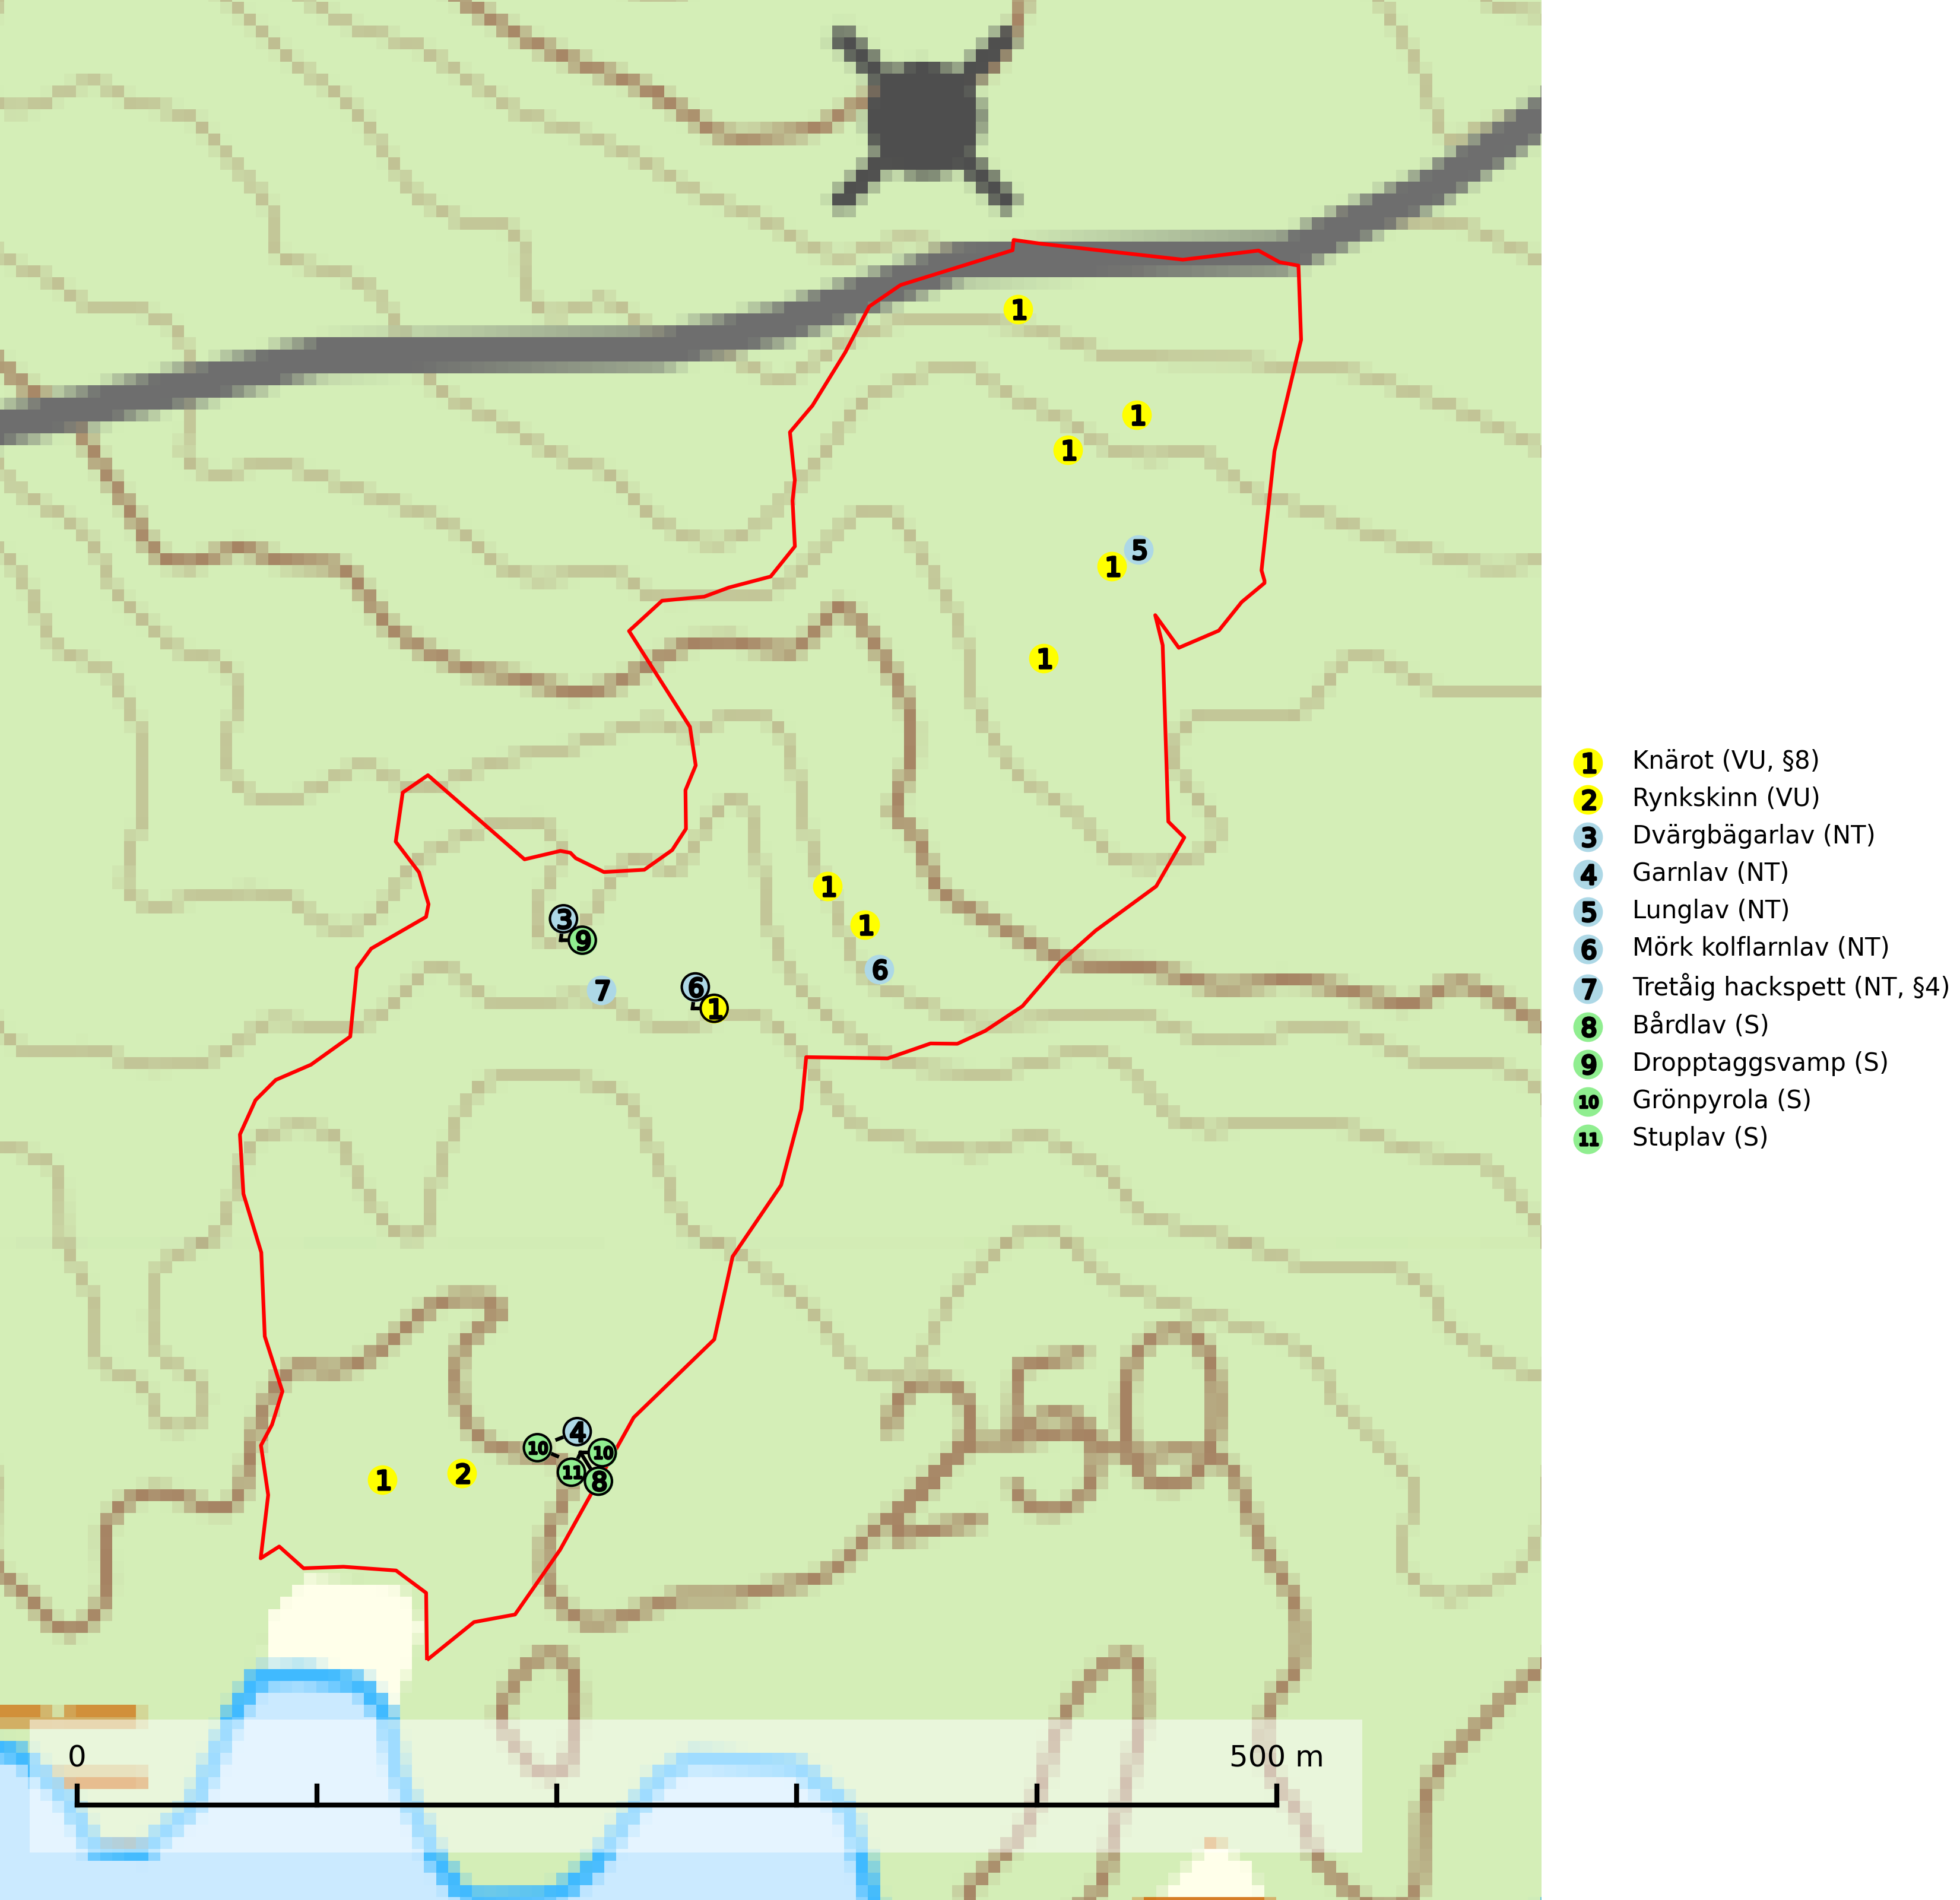 1
1
1
5
1
1
1
1
3
9
6
7
6
1
250
4
10
10
11
8
1
2
0
500 m
1 Knärot (VU, §8)
2 Rynkskinn (VU)
3 Dvärgbägarlav (NT)
4 Garnlav (NT)
5 Lunglav (NT)
6 Mörk kolflarnlav (NT)
7 Tretåig hackspett (NT, §4)
8 Bårdlav (S)
9 Dropptaggsvamp (S)
10 Grönpyrola (S)
11 Stuplav (S)